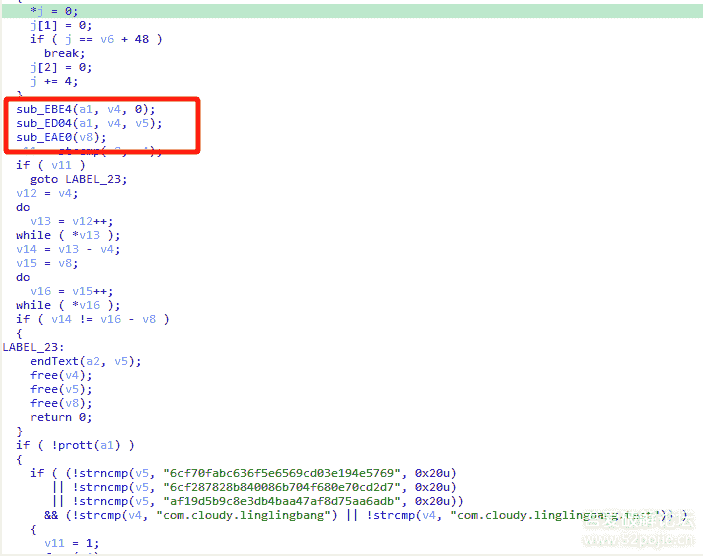 {
*j = 0;
j[1] = 0;
if ( j == v6 + 48 )
break;
j[2] = 0;
j += 4;
}
sub_EBE4(a1, v4, 0);
sub_ED04(a1, v4, v5);
sub_EAE0(v8);
if ( v11 )
goto LABEL_23;
v12 = v4;
do
v13 = v12++;
while ( *v13 );
v14 = v13 - v4;
v15 = v8;
do
v16 = v15++;
while ( *v16 );
if ( v14 != v16 - v8 )
{
LABEL_23:
endText(a2, v5);
free(v4);
free(v5);
free(v8);
return 0;
}
if ( !prott(a1) )
{
if ( (!strncmp(v5, "6cf70fabc636f5e6569cd03e194e5769", 0x20u)
|| !strncmp(v5, "6cf287828b840086b704f680e70cd2d7", 0x20u)
|| !strncmp(v5, "af19d5b9c8e3db4baa47af8d75aa6adb", 0x20u))
&& (!strcmp(v4, "com.cloudy.linglingbang") || !strcmp(v4,
{
v11 = 1;
吾爱破解论坛
www.52pojie.cn